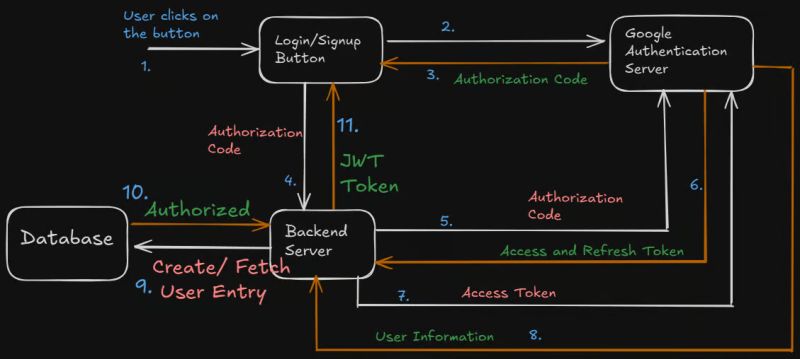 User clicks on
the button
1.
Login/Signup
Button
2.
3.
Authorization Code
Google
Authentication
Server
Authorization
Code
4.
11.
JWT
Token
10.
Authorized
Database
9.
Create/ Fetch
User Entry
Backend
Server
5.
Authorization
Code
6.
Access and Refresh Token
7.
Access Token
User Information
8.